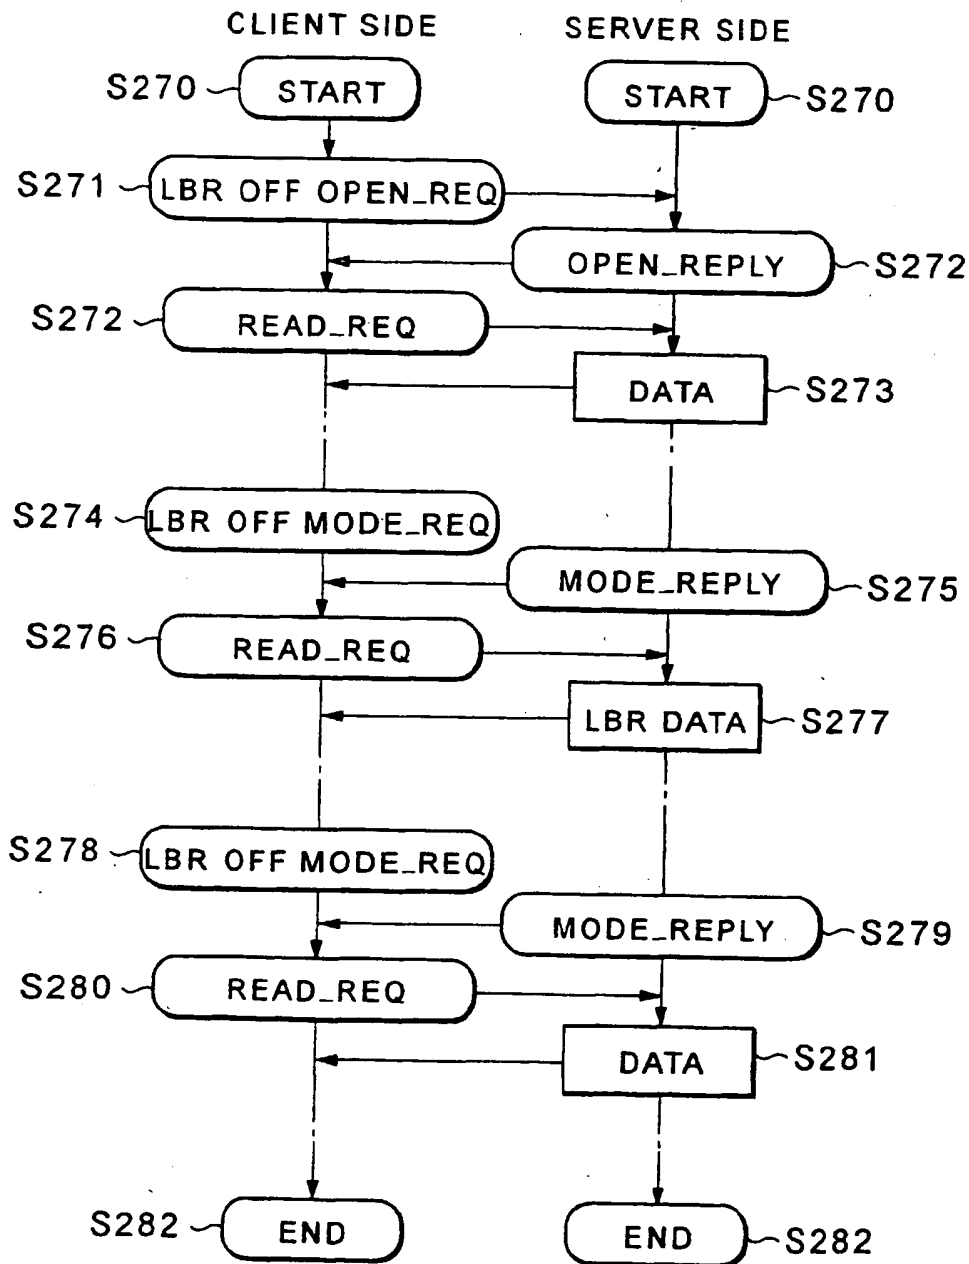 CLIENT SIDE SERVER SIDE
S270 START START S270
S271 LBR OFF OPEN_REQ
OPEN_REPLY S272
S272 READ_REQ
DATA S273
S274 LBR OFF MODE_REQ
MODE_REPLY S275
S276 READ_REQ
LBR DATA S277
S278 LBR OFF MODE_REQ
MODE_REPLY S279
S280 READ_REQ
DATA S281
S282 END END S282